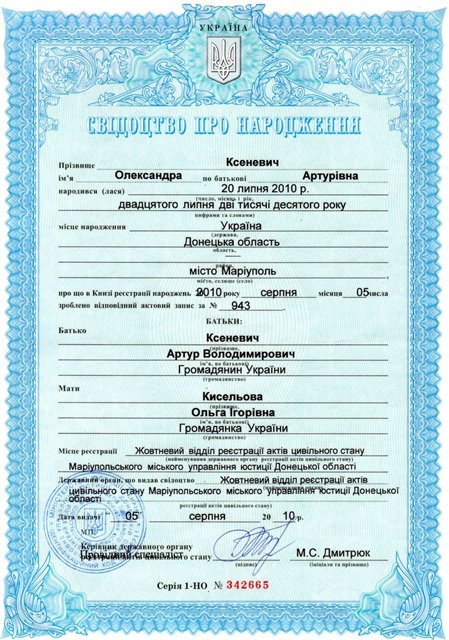 УКРАЇНА
СВІДОЦТВО ПРО НАРОДЖЕННЯ
Прізвище Ксеневич
ім'я Олександра по батькові Артурівна
народився (лася) 20 липня 2010 р.
(число, місяць і рік,
двадцятого липня дві тисячі десятого року
цифрами та словами)
місце народження Україна
(держава,
Донецька область
область,
місто Маріуполь
місто, селище (село)
про що в Книзі реєстрації народжень 2010 року серпня місяця 05 числа
зроблено відповідний актовий запис за № 943
БАТЬКИ:
Батько Ксеневич
(прізвище,
Артур Володимирович
ім'я, по батькові)
Громадянин України
(громадянство)
Мати Кисельова
(прізвище,
Ольга Ігорівна
ім'я, по батькові)
Громадянка України
(громадянство)
Місце реєстрації Жовтневий відділ реєстрації актів цивільного стану
(найменування державного органу реєстрації актів цивільного стану)
Маріупольського міського управління юстиції Донецької області
Державний орган, що видав свідоцтво Жовтневий відділ реєстрації актів
(найменування
цивільного стану Маріупольського міського управління юстиції Донецької
області
реєстрації актів цивільного стану)
Дата видачі 05 серпня 20 10 р.
МП
Керівник державного органу
Провідний спеціаліст
реєстрації актів цивільного стану М.С. Дмитрюк
(підпис) (ініціали та прізвище)
Серія 1-НО № 342665